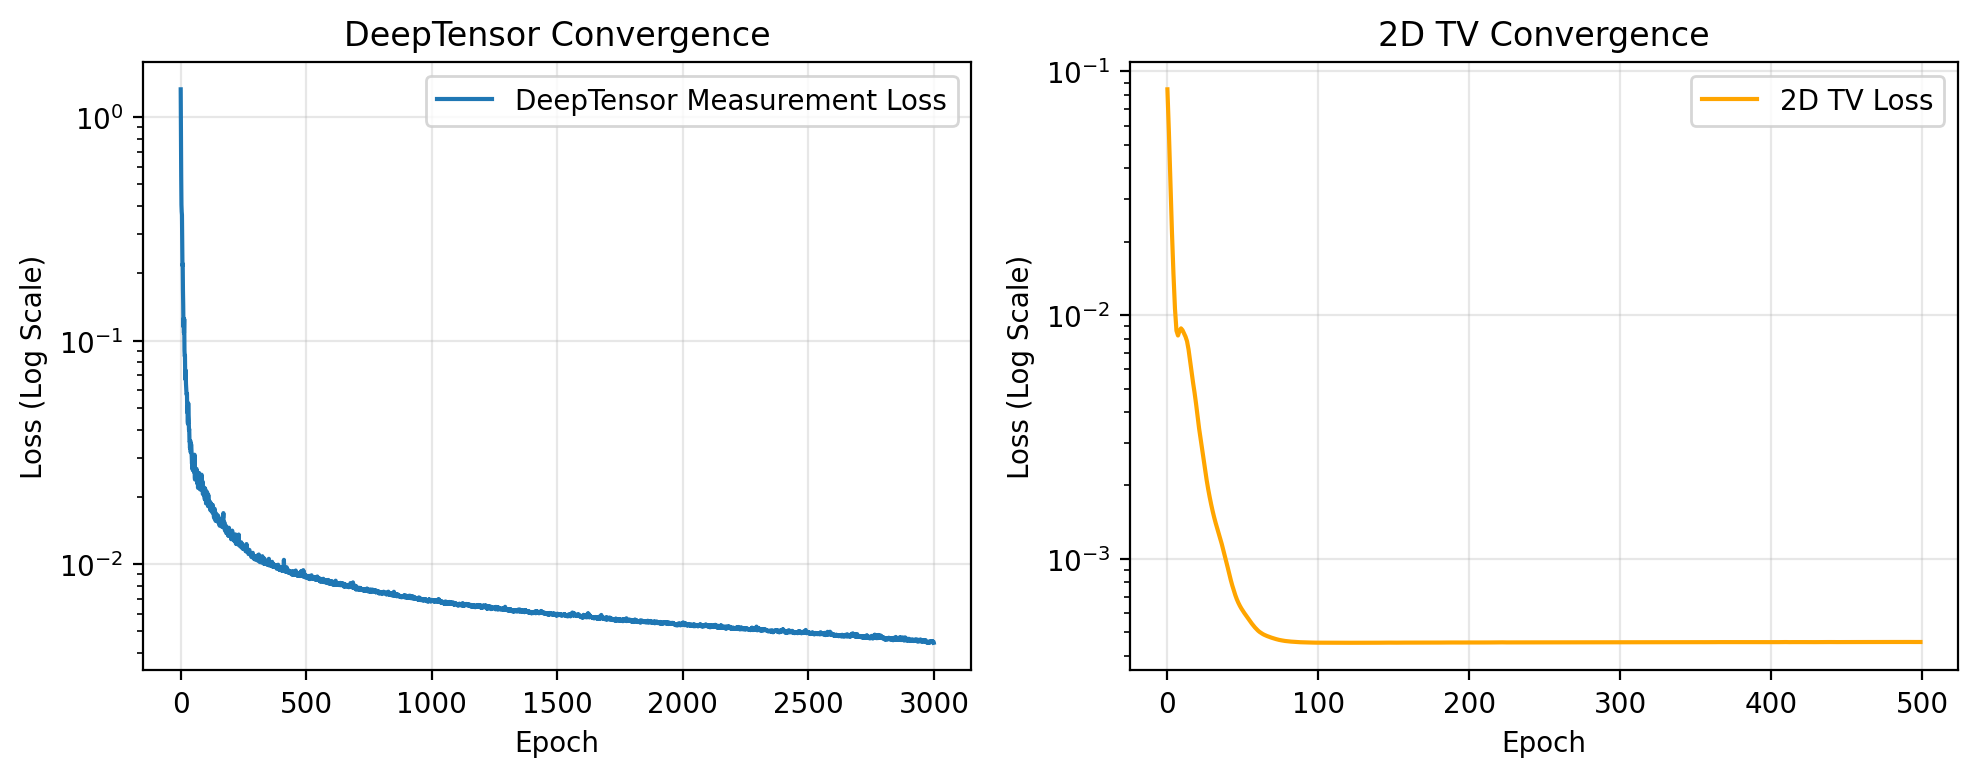 DeepTensor Convergence
DeepTensor Measurement Loss
Loss (Log Scale)
10⁰
10⁻¹
10⁻²
0 500 1000 1500 2000 2500 3000
Epoch
2D TV Convergence
2D TV Loss
Loss (Log Scale)
10⁻¹
10⁻²
10⁻³
0 100 200 300 400 500
Epoch